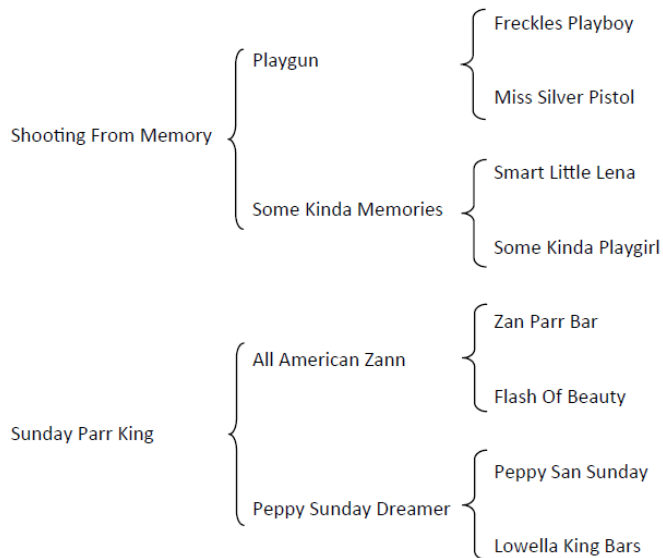 Freckles Playboy
Playgun
Miss Silver Pistol
Shooting From Memory
Smart Little Lena
Some Kinda Memories
Some Kinda Playgirl
Zan Parr Bar
All American Zann
Flash Of Beauty
Sunday Parr King
Peppy San Sunday
Peppy Sunday Dreamer
Lowella King Bars